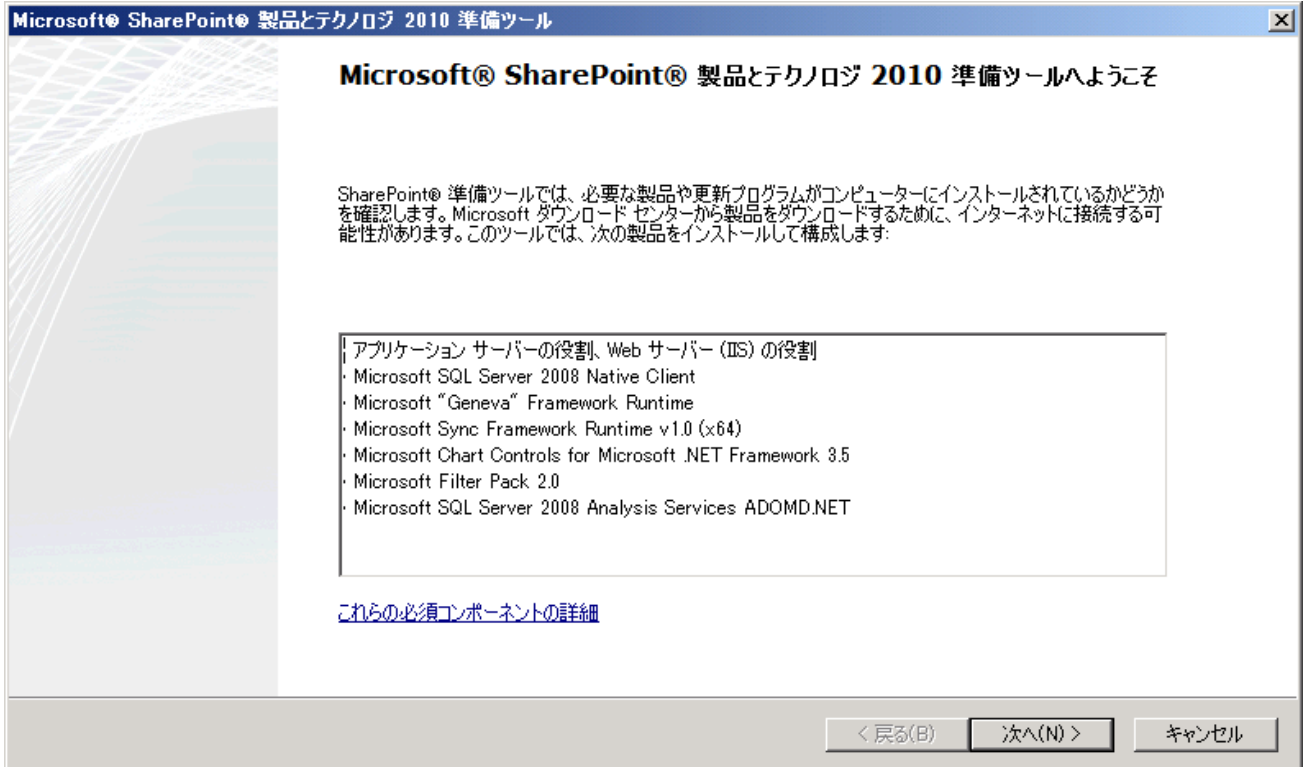 Microsoft® SharePoint® 製品とテクノロジ 2010 準備ツール
Microsoft® SharePoint® 製品とテクノロジ 2010 準備ツールへようこそ
SharePoint® 準備ツールでは、必要な製品や更新プログラムがコンピューターにインストールされているかどうか
を確認します。Microsoft ダウンロード センターから製品をダウンロードするために、インターネットに接続する可
能性があります。このツールでは、次の製品をインストールして構成します:
¦ アプリケーション サーバーの役割、Web サーバー (IIS) の役割
· Microsoft SQL Server 2008 Native Client
· Microsoft "Geneva" Framework Runtime
· Microsoft Sync Framework Runtime v1.0 (x64)
· Microsoft Chart Controls for Microsoft .NET Framework 3.5
· Microsoft Filter Pack 2.0
· Microsoft SQL Server 2008 Analysis Services ADOMD.NET
これらの必須コンポーネントの詳細
< 戻る(B)
次へ(N) >
キャンセル